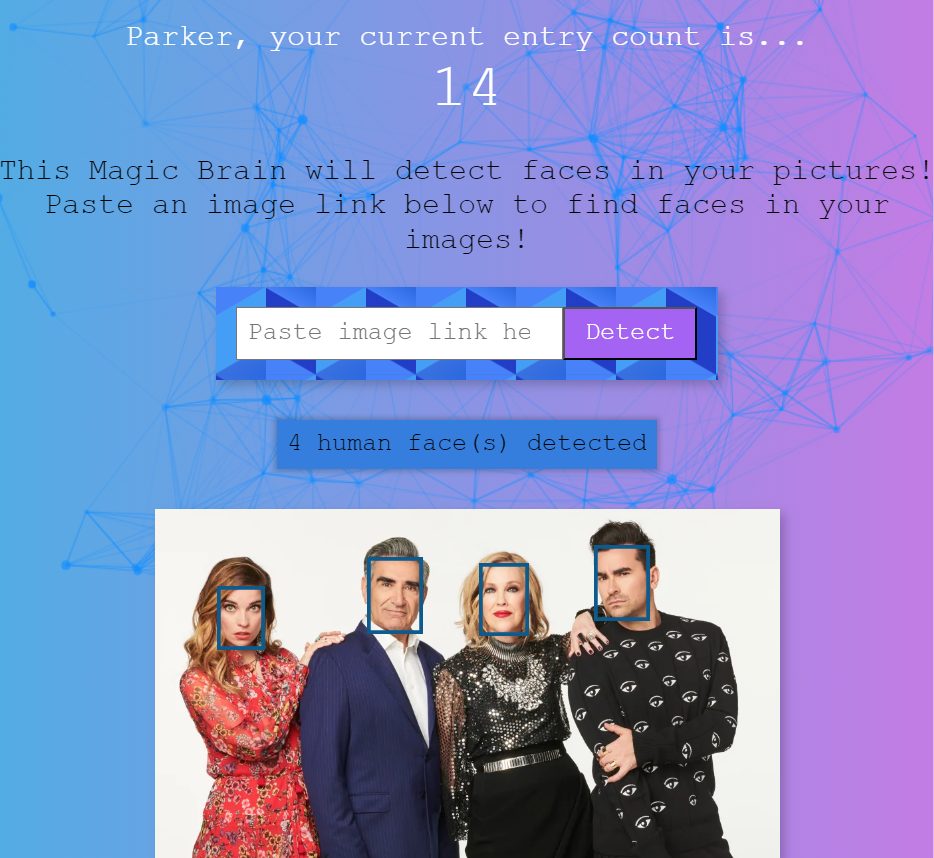 Parker, your current entry count is...
14
This Magic Brain will detect faces in your pictures!
Paste an image link below to find faces in your
images!
Paste image link he
Detect
4 human face(s) detected